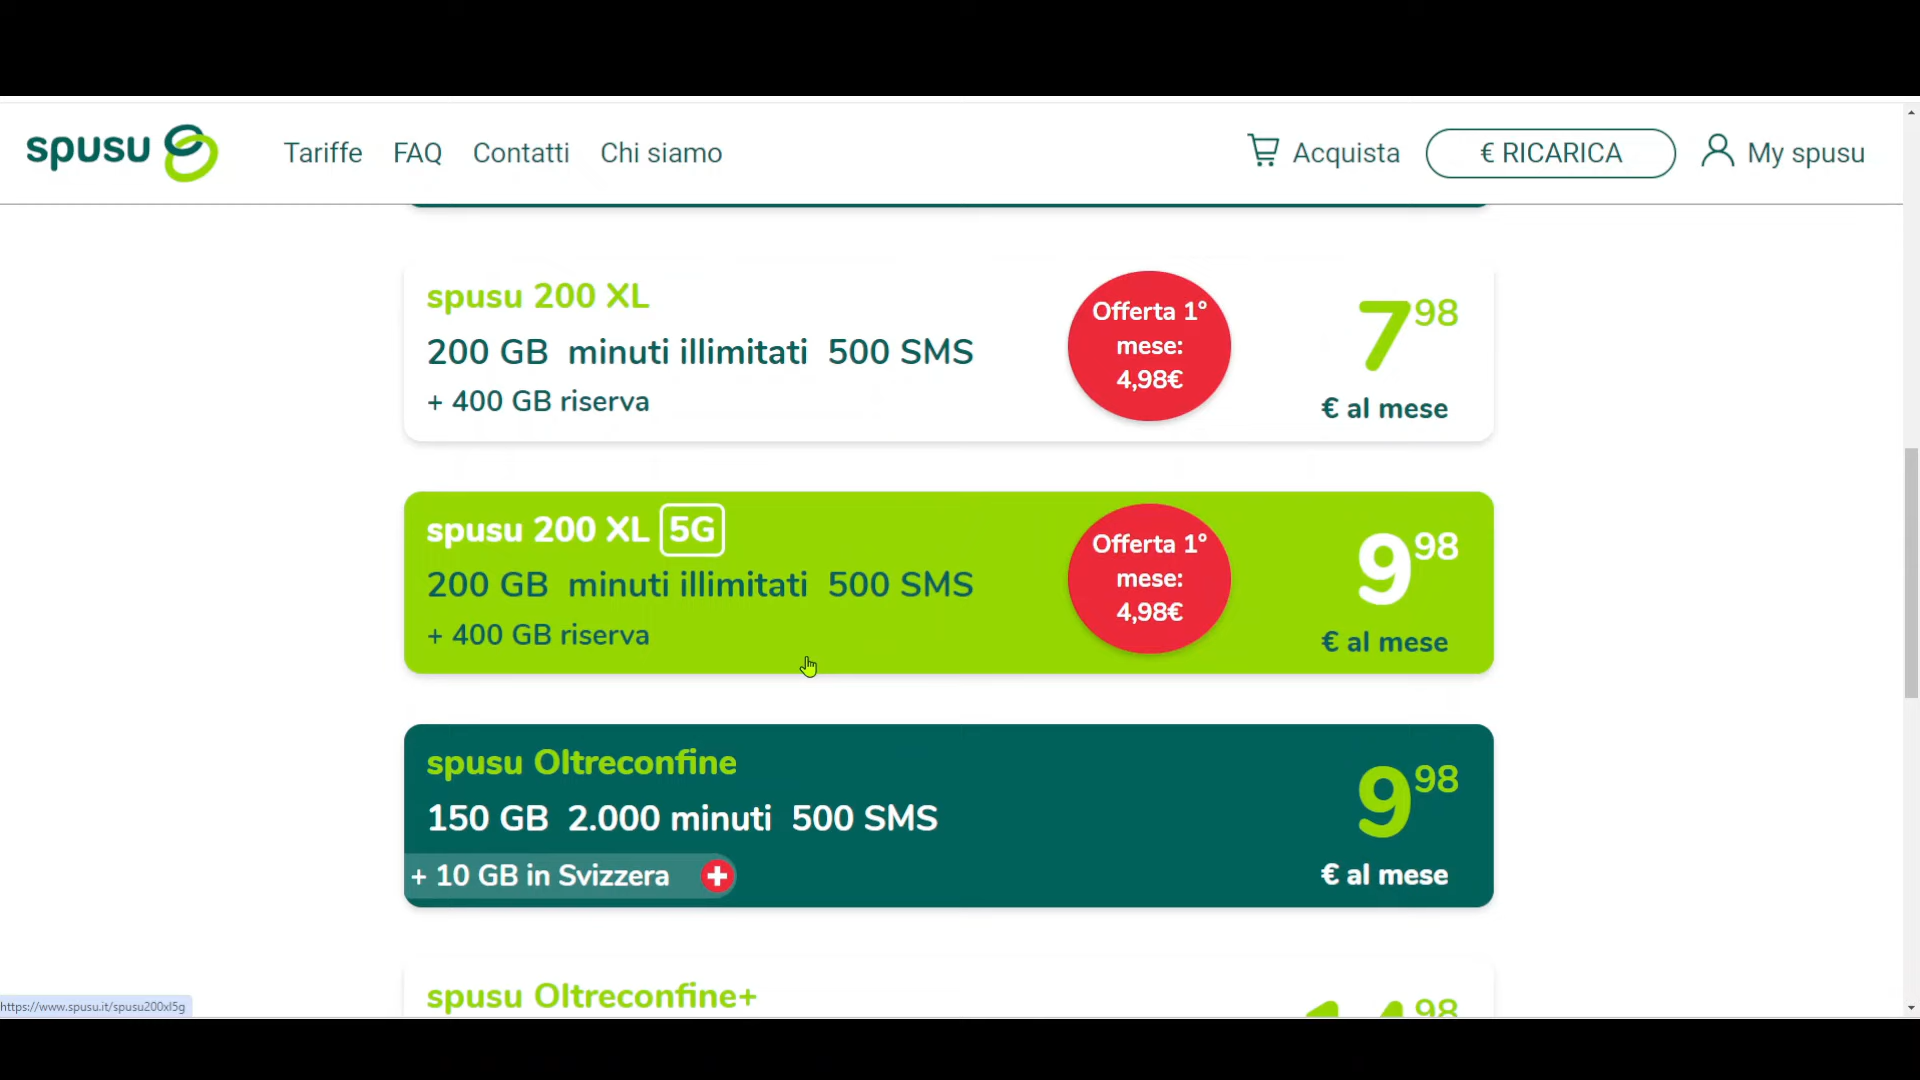 spusu
Tariffe FAQ Contatti Chi siamo
Acquista € RICARICA My spusu
spusu 200 XL
200 GB minuti illimitati 500 SMS
+ 400 GB riserva
Offerta 1°
mese:
4,98€
7 98
€ al mese
spusu 200 XL 5G
200 GB minuti illimitati 500 SMS
+ 400 GB riserva
Offerta 1°
mese:
4,98€
9 98
€ al mese
spusu Oltreconfine
150 GB 2.000 minuti 500 SMS
+ 10 GB in Svizzera
9 98
€ al mese
spusu Oltreconfine+
98
https://www.spusu.it/spusu200xl5g